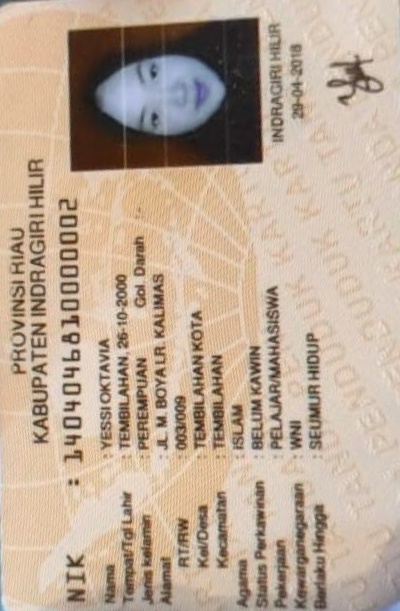 PROVINSI RIAU
KABUPATEN INDRAGIRI HILIR
NIK : 1404046810000002
Nama : YESSI OKTAVIA
Tempat/Tgl Lahir : TEMBILAHAN, 26-10-2000
Jenis kelamin : PEREMPUAN Gol. Darah : -
Alamat : JL. M. BOYA LR. KALIMAS
RT/RW : 003/009
Kel/Desa : TEMBILAHAN KOTA
Kecamatan : TEMBILAHAN
Agama : ISLAM
Status Perkawinan : BELUM KAWIN
Pekerjaan : PELAJAR/MAHASISWA
Kewarganegaraan : WNI
Berlaku Hingga : SEUMUR HIDUP
INDRAGIRI HILIR
29-04-2018